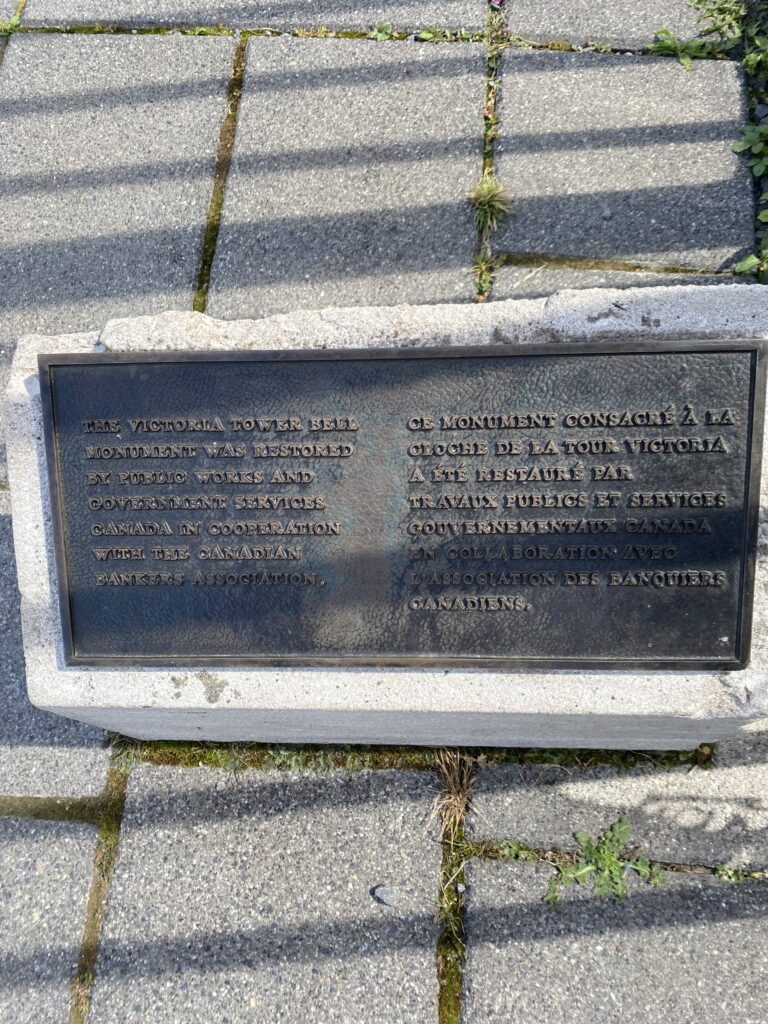 THE VICTORIA TOWER BELL
MONUMENT WAS RESTORED
BY PUBLIC WORKS AND
GOVERNMENT SERVICES
CANADA IN COOPERATION
WITH THE CANADIAN
BANKERS ASSOCIATION.
CE MONUMENT CONSACRÉ À LA
CLOCHE DE LA TOUR VICTORIA
A ÉTÉ RESTAURÉ PAR
TRAVAUX PUBLICS ET SERVICES
GOUVERNEMENTAUX CANADA
EN COLLABORATION AVEC
L'ASSOCIATION DES BANQUIERS
CANADIENS.